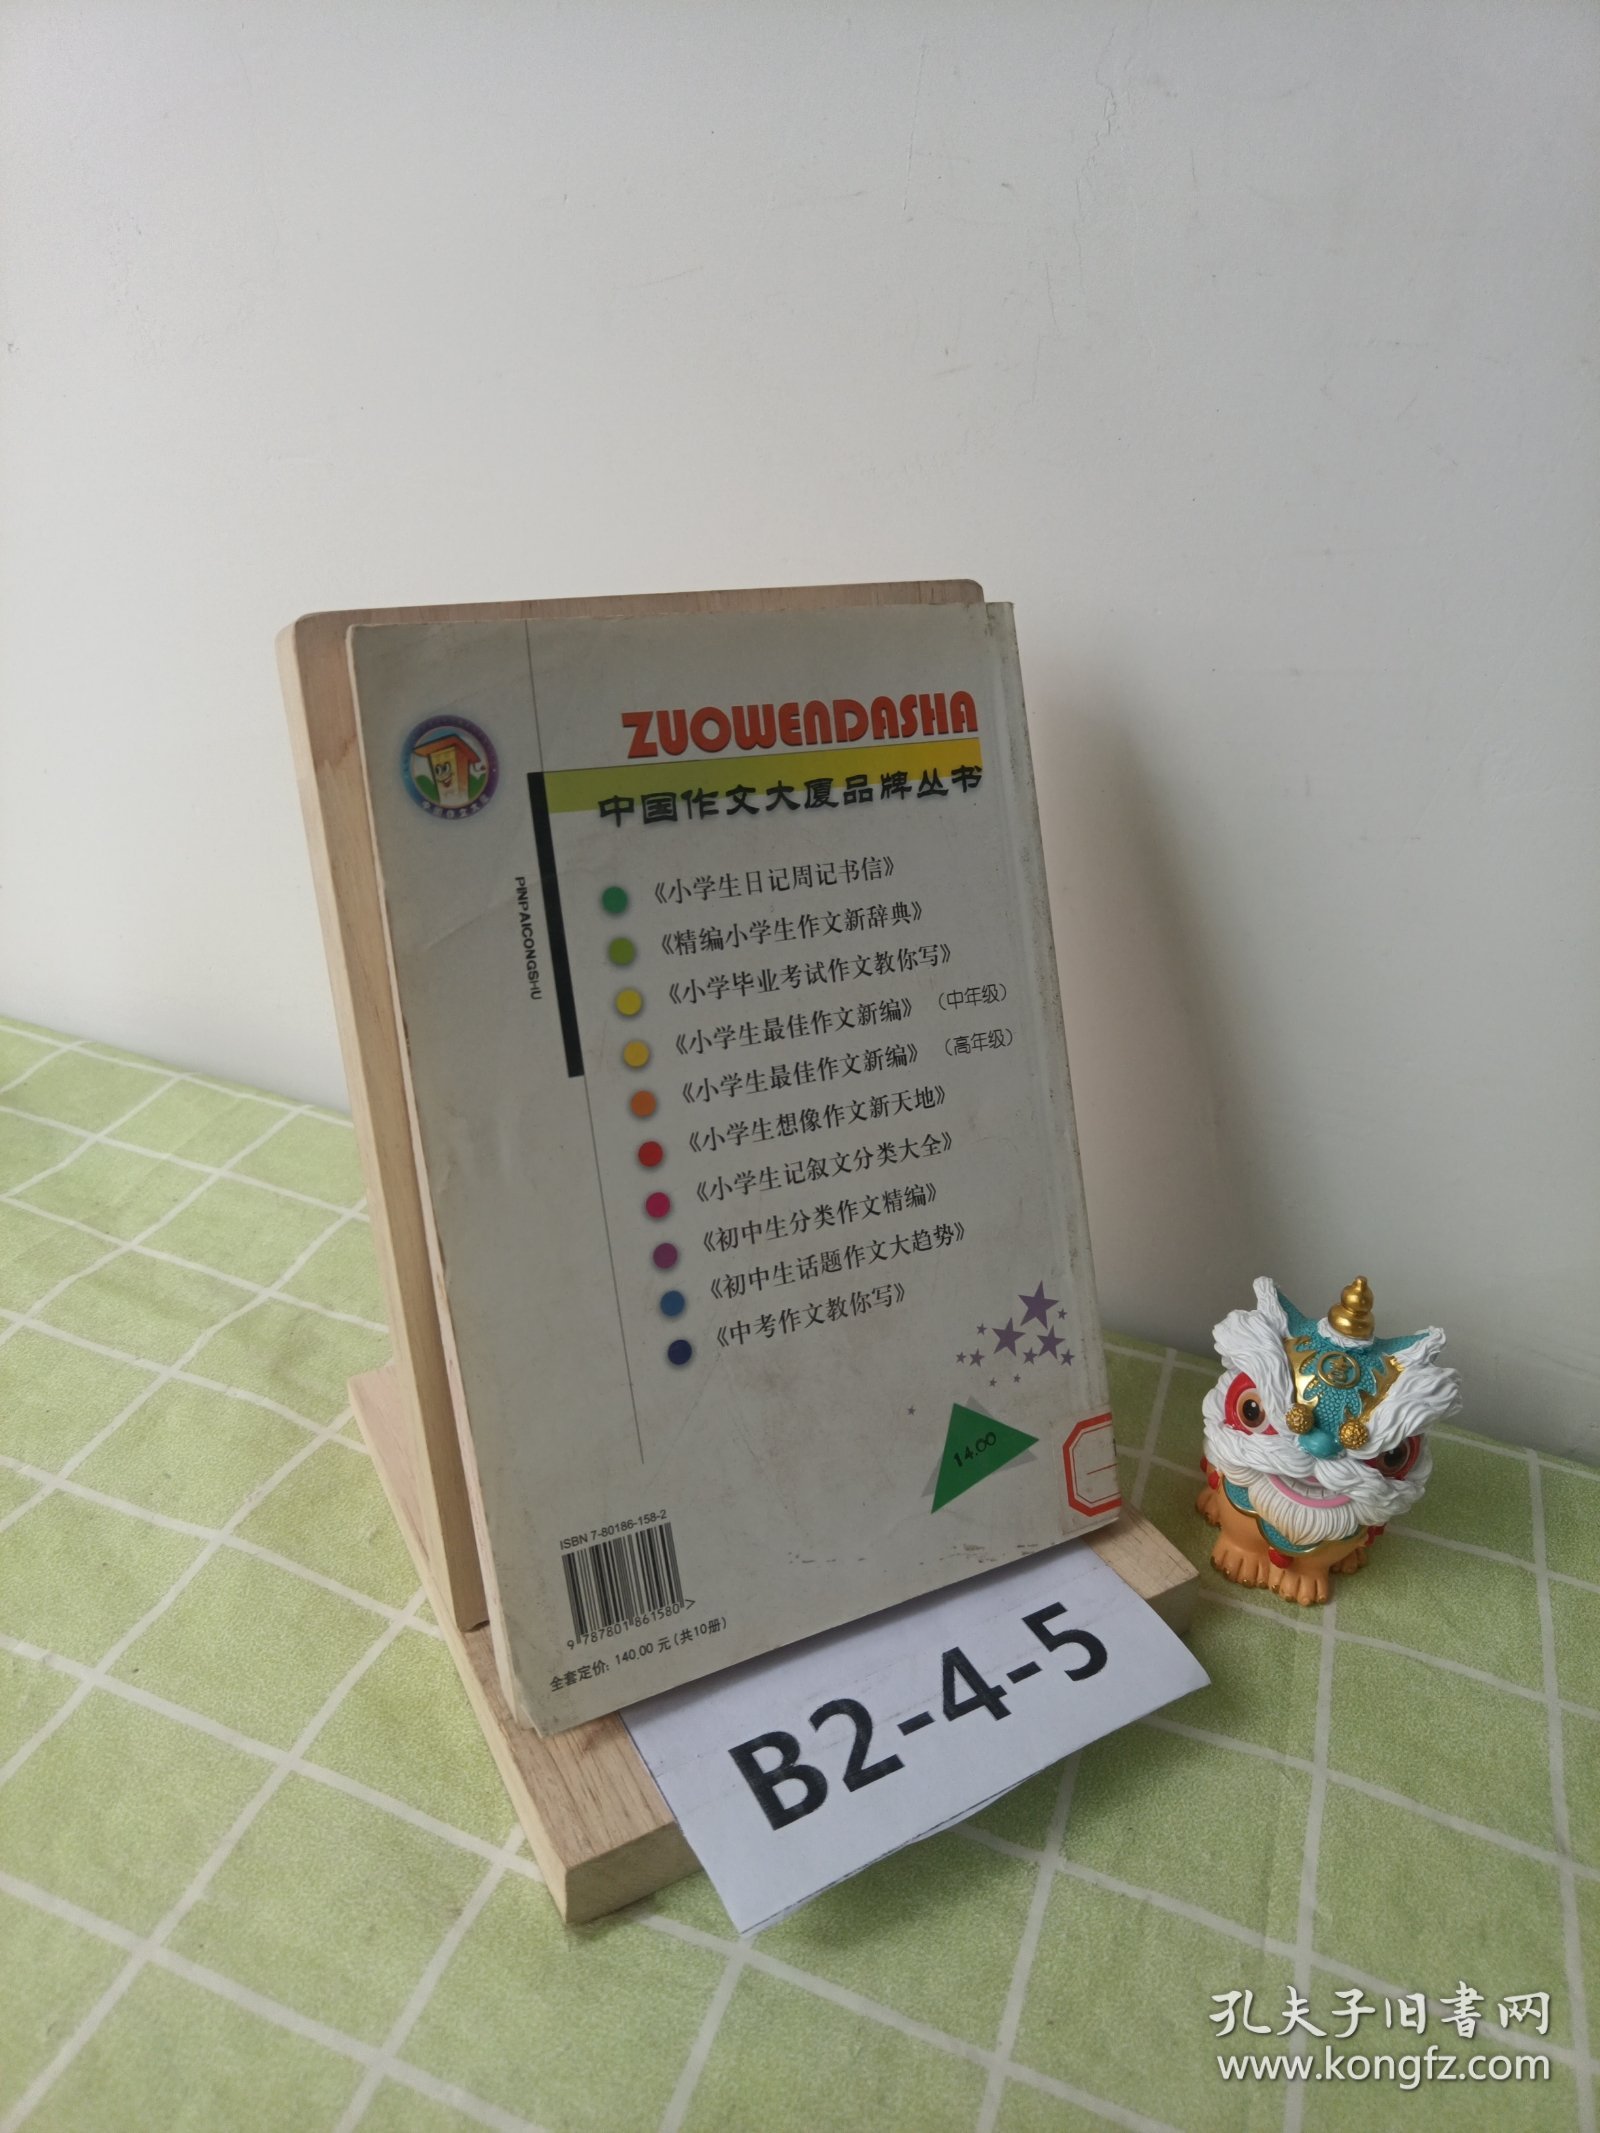 ZUOWENDASHA
中国作文大厦品牌丛书
PINPAICONGSHU
《小学生日记周记书信》
《精编小学生作文新辞典》
《小学毕业考试作文教你写》
《小学生最佳作文新编》（中年级）
《小学生最佳作文新编》（高年级）
《小学生想像作文新天地》
《小学生记叙文分类大全》
《初中生分类作文精编》
《初中生话题作文大趋势》
《中考作文教你写》
14.00
ISBN 7-80186-158-2
9 787801 861580 >
全套定价: 140.00 元(共10册)
B2-4-5
吉
孔夫子旧书网
www.kongfz.com